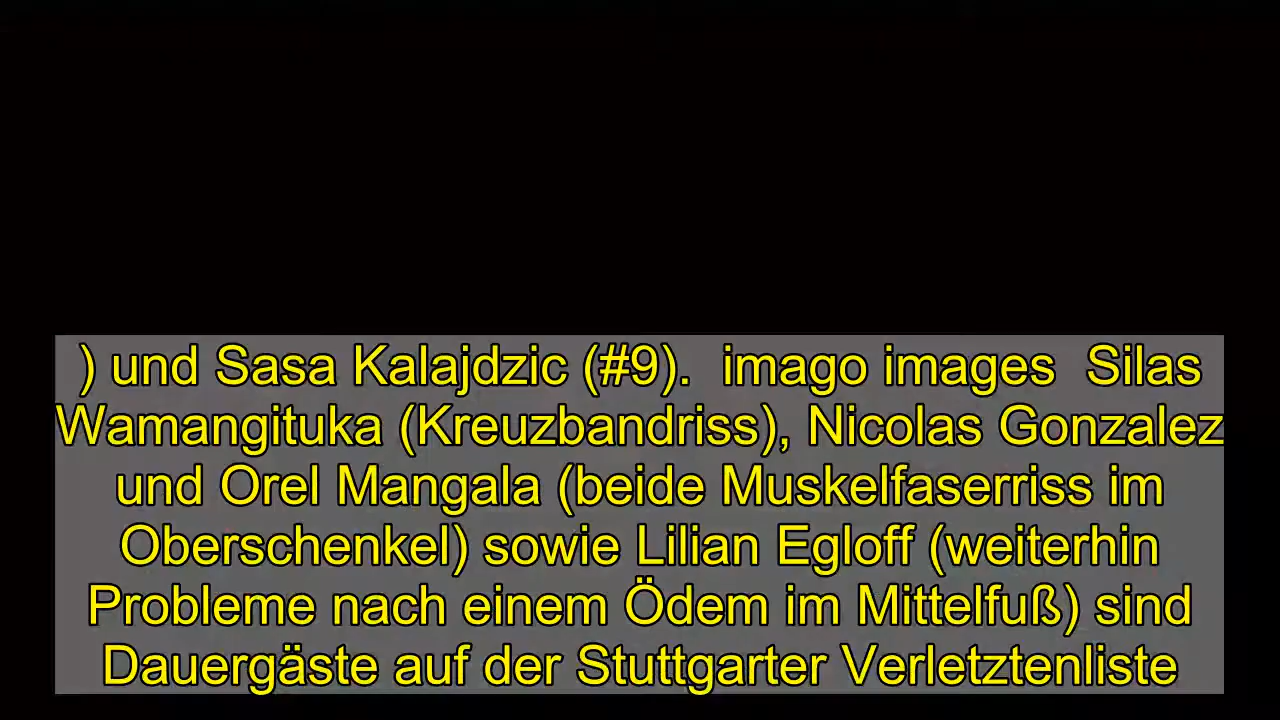 ) und Sasa Kalajdzic (#9).  imago images  Silas
Wamangituka (Kreuzbandriss), Nicolas Gonzalez
und Orel Mangala (beide Muskelfaserriss im
Oberschenkel) sowie Lilian Egloff (weiterhin
Probleme nach einem Ödem im Mittelfuß) sind
Dauergäste auf der Stuttgarter Verletztenliste